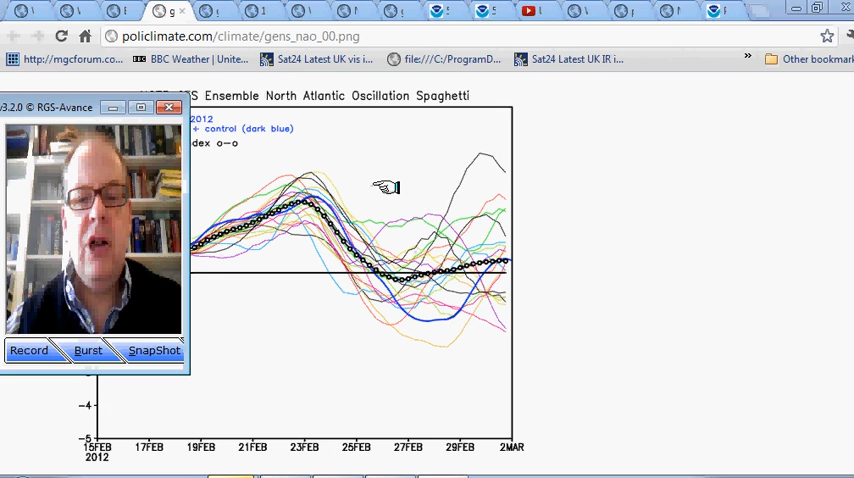 policlimate.com/climate/gens_nao_00.png
http://mgcforum.co...
BBC Weather | Unite...
Sat24 Latest UK vis i...
file:///C:/ProgramD...
Sat24 Latest UK IR i...
»
Other bookmar
Ensemble North Atlantic Oscillation Spaghetti
v3.2.0 © RGS-Avance
2012
+ control (dark blue)
dex o-o
Record
Burst
SnapShot
-4
-5
15FEB 17FEB 19FEB 21FEB 23FEB 25FEB 27FEB 29FEB 2MAR
2012